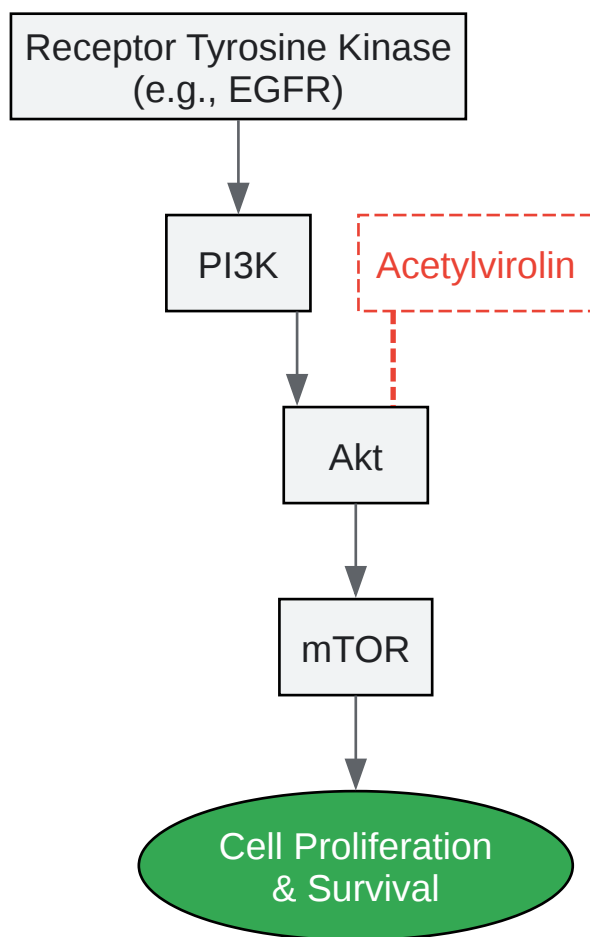 Receptor Tyrosine Kinase
(e.g., EGFR)
PI3K
Acetylvirolin
Akt
mTOR
Cell Proliferation
& Survival